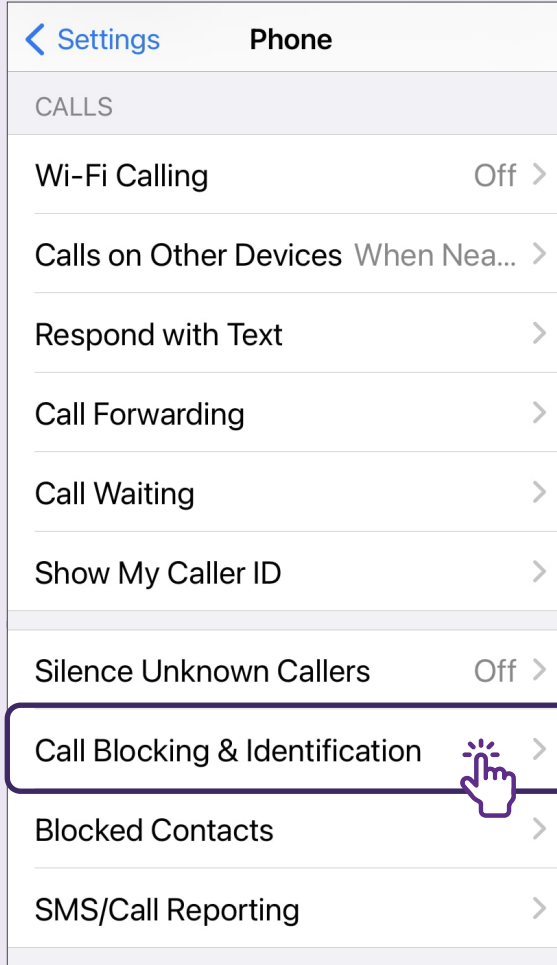 Settings Phone
CALLS
Wi-Fi Calling Off
Calls on Other Devices When Nea...
Respond with Text
Call Forwarding
Call Waiting
Show My Caller ID
Silence Unknown Callers Off
Call Blocking & Identification
Blocked Contacts
SMS/Call Reporting